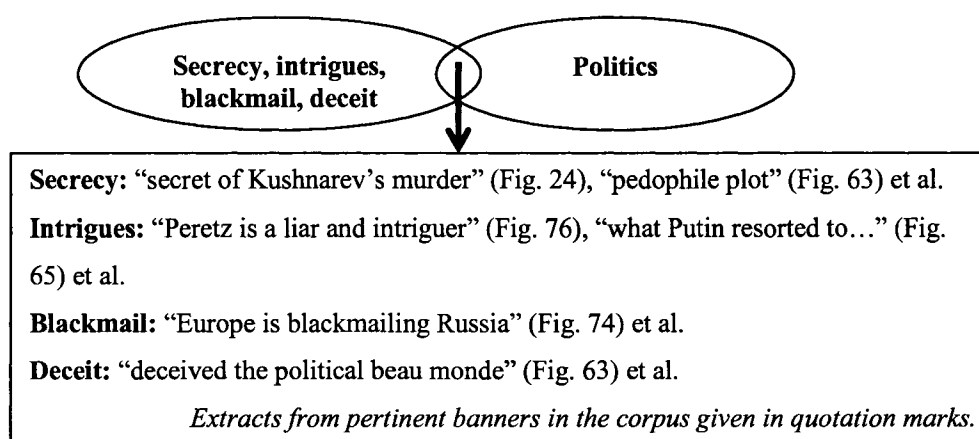 Secrecy, intrigues,
blackmail, deceit
Politics
Secrecy: “secret of Kushnarev’s murder” (Fig. 24), “pedophile plot” (Fig. 63) et al.
Intrigues: “Peretz is a liar and intriguer” (Fig. 76), “what Putin resorted to…” (Fig.
65) et al.
Blackmail: “Europe is blackmailing Russia” (Fig. 74) et al.
Deceit: “deceived the political beau monde” (Fig. 63) et al.
Extracts from pertinent banners in the corpus given in quotation marks.